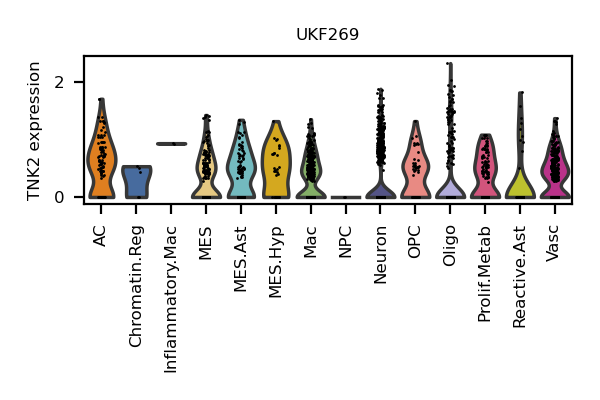 UKF269
TNK2 expression
2
0
AC
Chromatin.Reg
Inflammatory.Mac
MES
MES.Ast
MES.Hyp
Mac
NPC
Neuron
OPC
Oligo
Prolif.Metab
Reactive.Ast
Vasc